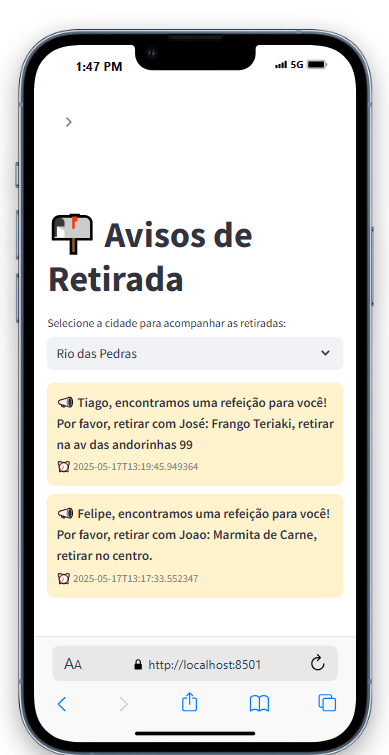 1:47 PM
5G
Avisos de
Retirada
Selecione a cidade para acompanhar as retiradas:
Rio das Pedras
Tiago, encontramos uma refeição para você!
Por favor, retirar com José: Frango Teriaki, retirar
na av das andorinhas 99
2025-05-17T13:19:45.949364
Felipe, encontramos uma refeição para você!
Por favor, retirar com Joao: Marmita de Carne,
retirar no centro.
2025-05-17T13:17:33.552347
AA http://localhost:8501